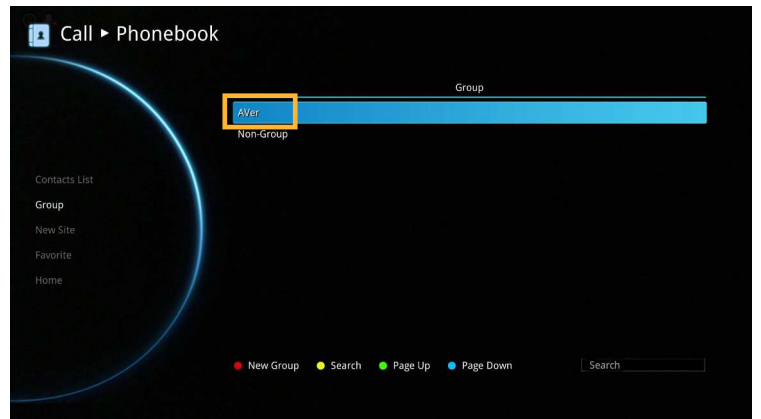 Call ▸ Phonebook
Group
AVer
Non-Group
Contacts List
Group
New Site
Favorite
Home
New Group Search Page Up Page Down Search